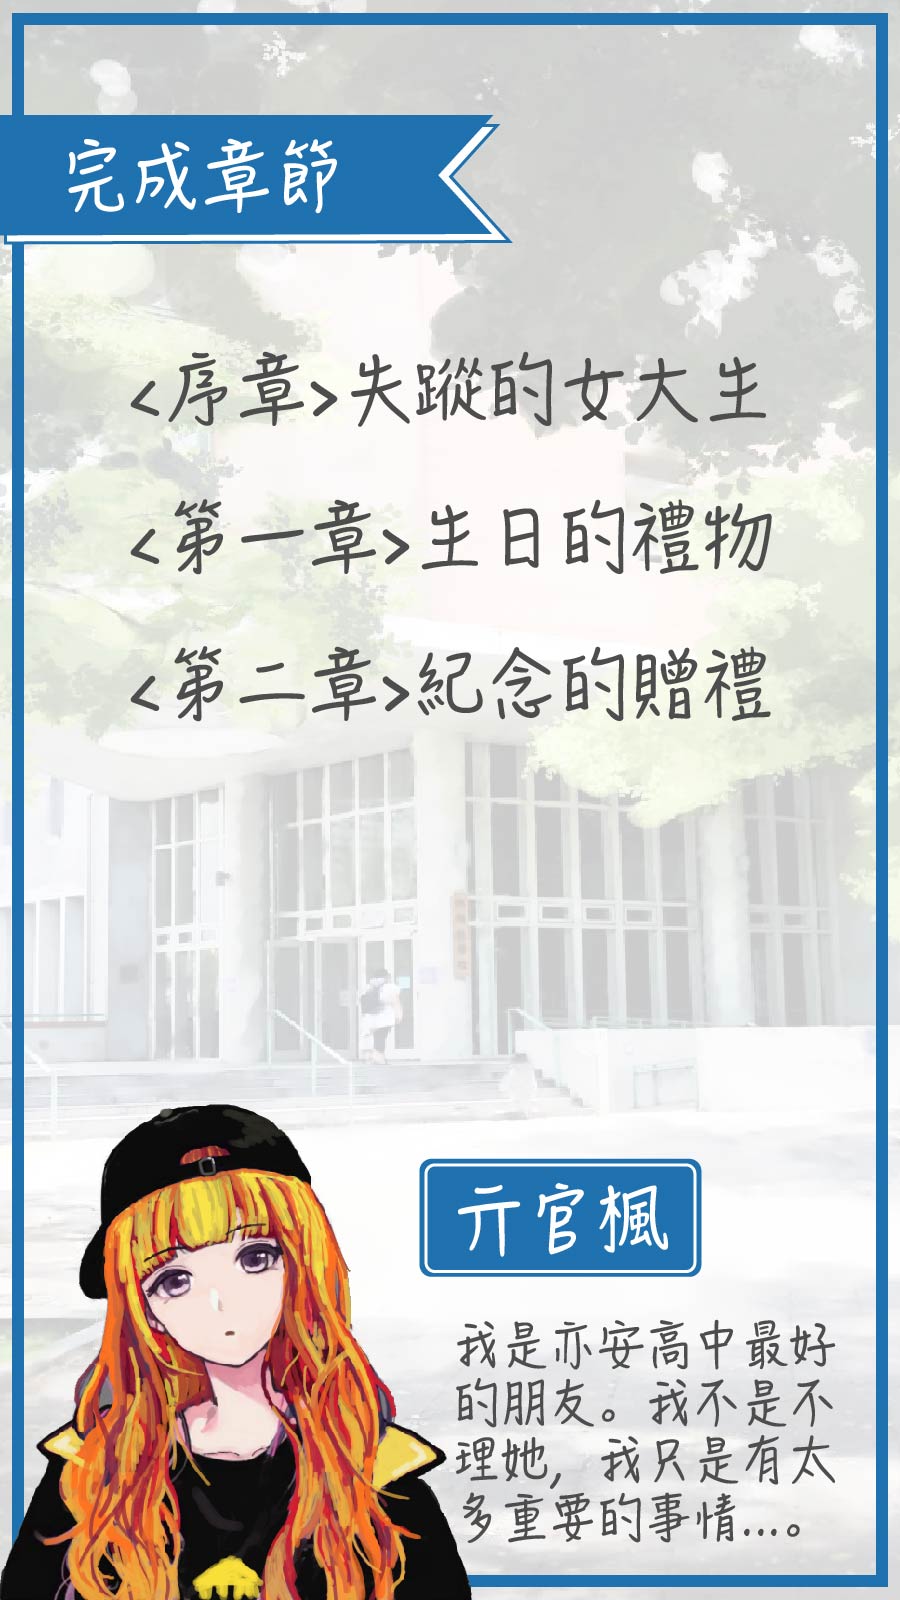 完成章節
<序章>失蹤的女大生
<第一章>生日的禮物
<第二章>紀念的贈禮
亓官楓
我是亦安高中最好
的朋友。我不是不
理她，我只是有太
多重要的事情...。